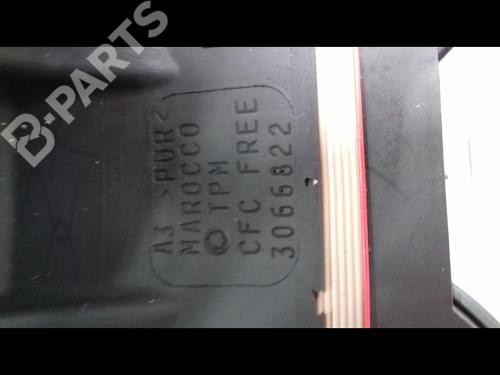 B-PARTS
A3 >PUR<
MAROCCO
TPM
CFC FREE
3066822